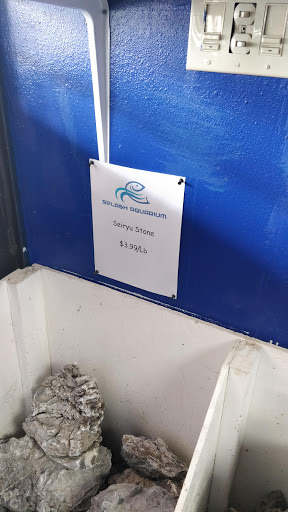 SPLASH AQUARIUM
Seiryu Stone
$3.99/Lb